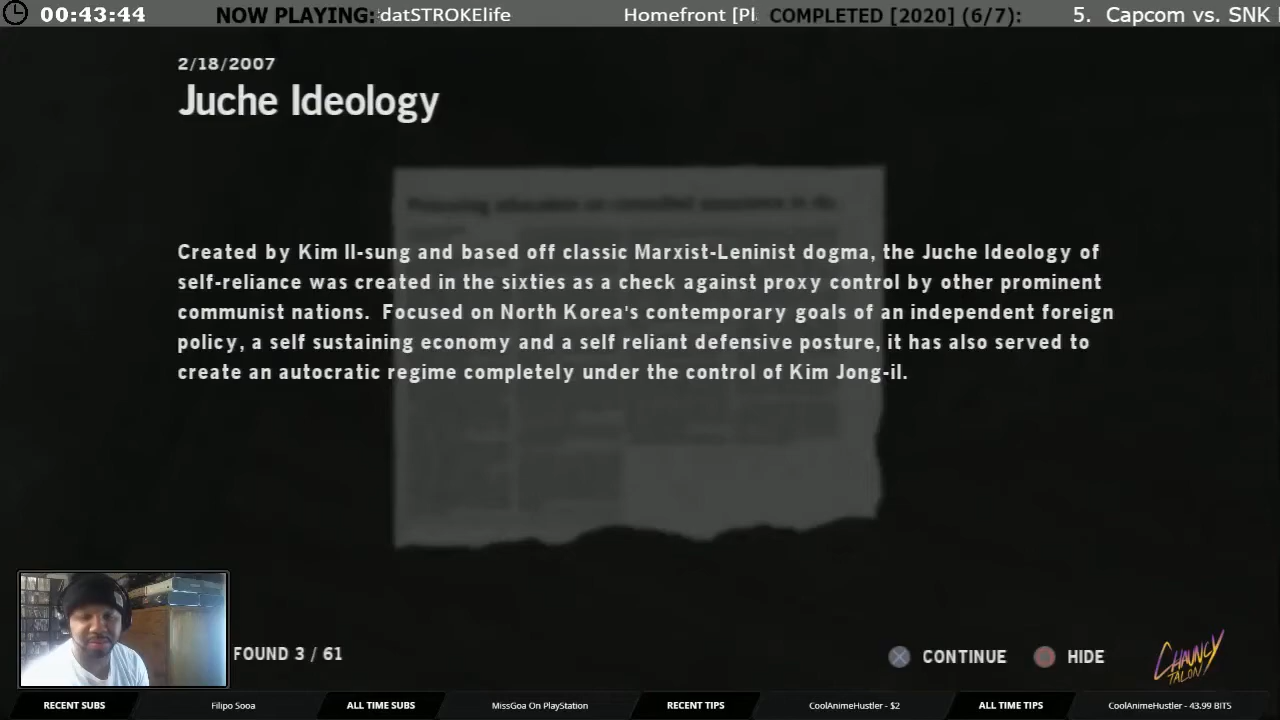 00:43:44 NOW PLAYING: datSTROKElife Homefront [Pl COMPLETED [2020] (6/7): 5. Capcom vs. SNK
2/18/2007
Juche Ideology
Created by Kim Il-sung and based off classic Marxist-Leninist dogma, the Juche Ideology of
self-reliance was created in the sixties as a check against proxy control by other prominent
communist nations. Focused on North Korea's contemporary goals of an independent foreign
policy, a self sustaining economy and a self reliant defensive posture, it has also served to
create an autocratic regime completely under the control of Kim Jong-il.
FOUND 3 / 61
CONTINUE HIDE
CHAUNCY
TALON
RECENT SUBS Filipo Sooa ALL TIME SUBS MissGoa On PlayStation RECENT TIPS CoolAnimeHustler - $2 ALL TIME TIPS CoolAnimeHustler - 43.99 BITS